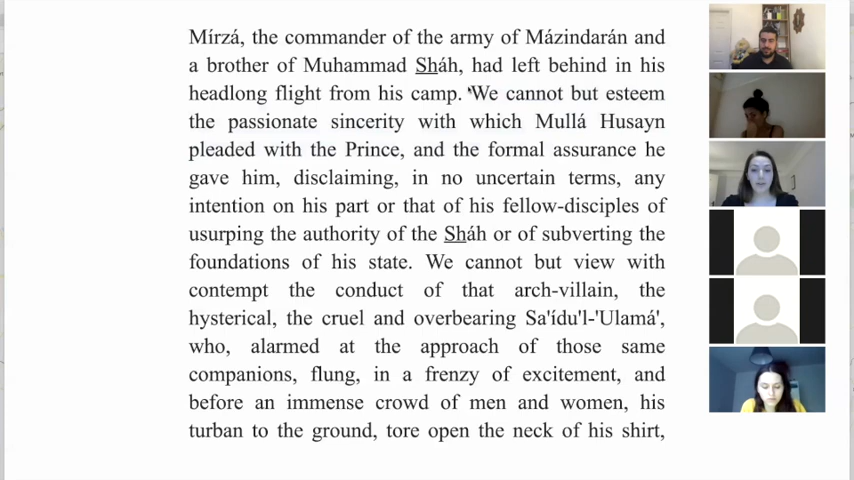 Mírzá, the commander of the army of Mázindarán and
a brother of Muhammad Sháh, had left behind in his
headlong flight from his camp. We cannot but esteem
the passionate sincerity with which Mullá Husayn
pleaded with the Prince, and the formal assurance he
gave him, disclaiming, in no uncertain terms, any
intention on his part or that of his fellow-disciples of
usurping the authority of the Sháh or of subverting the
foundations of his state. We cannot but view with
contempt the conduct of that arch-villain, the
hysterical, the cruel and overbearing Sa'ídu'l-'Ulamá',
who, alarmed at the approach of those same
companions, flung, in a frenzy of excitement, and
before an immense crowd of men and women, his
turban to the ground, tore open the neck of his shirt,